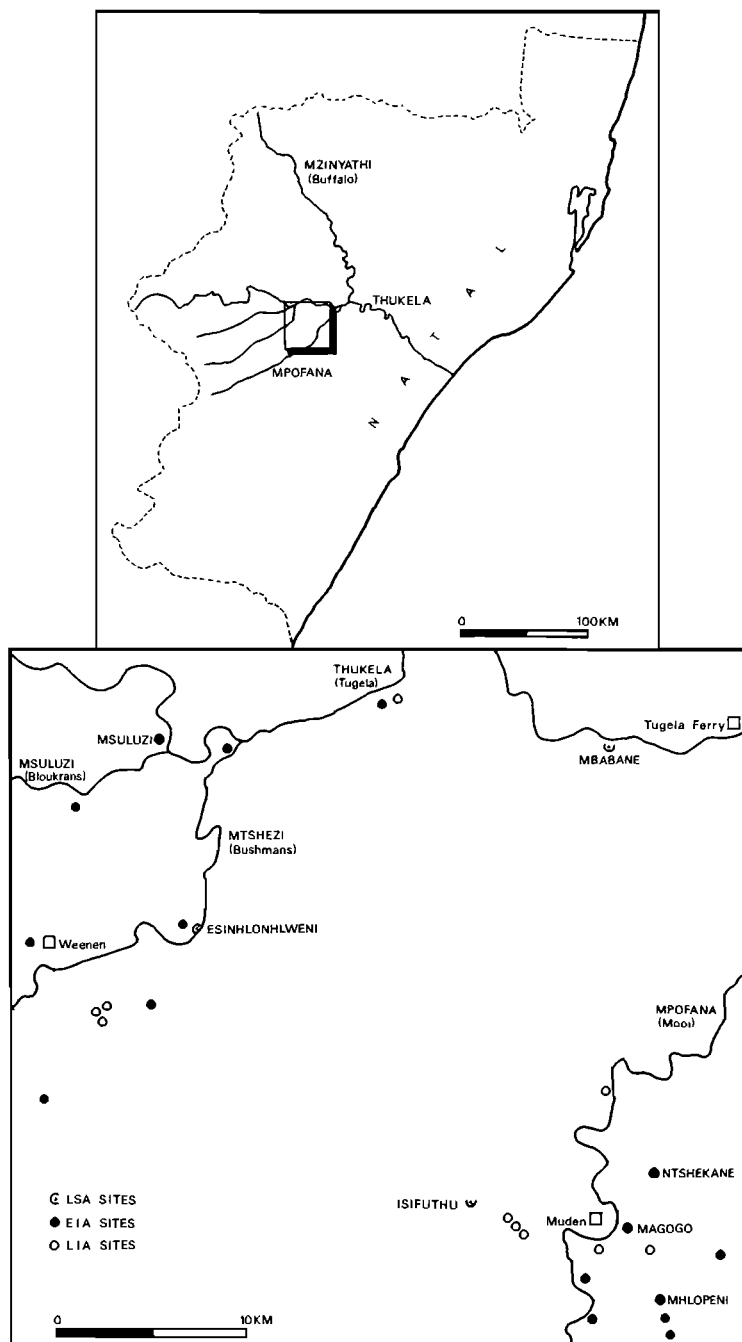 MZINYATHI
(Buffalo)
THUKELA
MPOFANA
NATAL
0 100KM
THUKELA
(Tugela)
Tugela Ferry
MSULUZI
MBABANE
MSULUZI
(Bloukrans)
MTSHEZI
(Bushmans)
ESINHLONHLWENI
Weenen
MPOFANA
(Mooi)
NTSHEKANE
LSA SITES
ISIFUTHU
EIA SITES
Muden
MAGOGO
LIA SITES
MHLOPENI
0 10KM